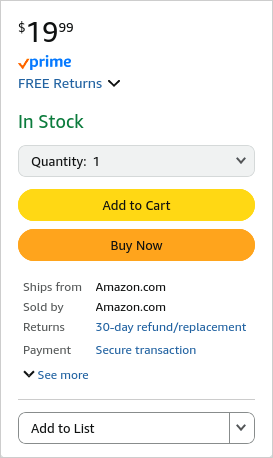 $19.99
prime
FREE Returns
In Stock
Quantity: 1
Add to Cart
Buy Now
Ships from Amazon.com
Sold by Amazon.com
Returns 30-day refund/replacement
Payment Secure transaction
See more
Add to List